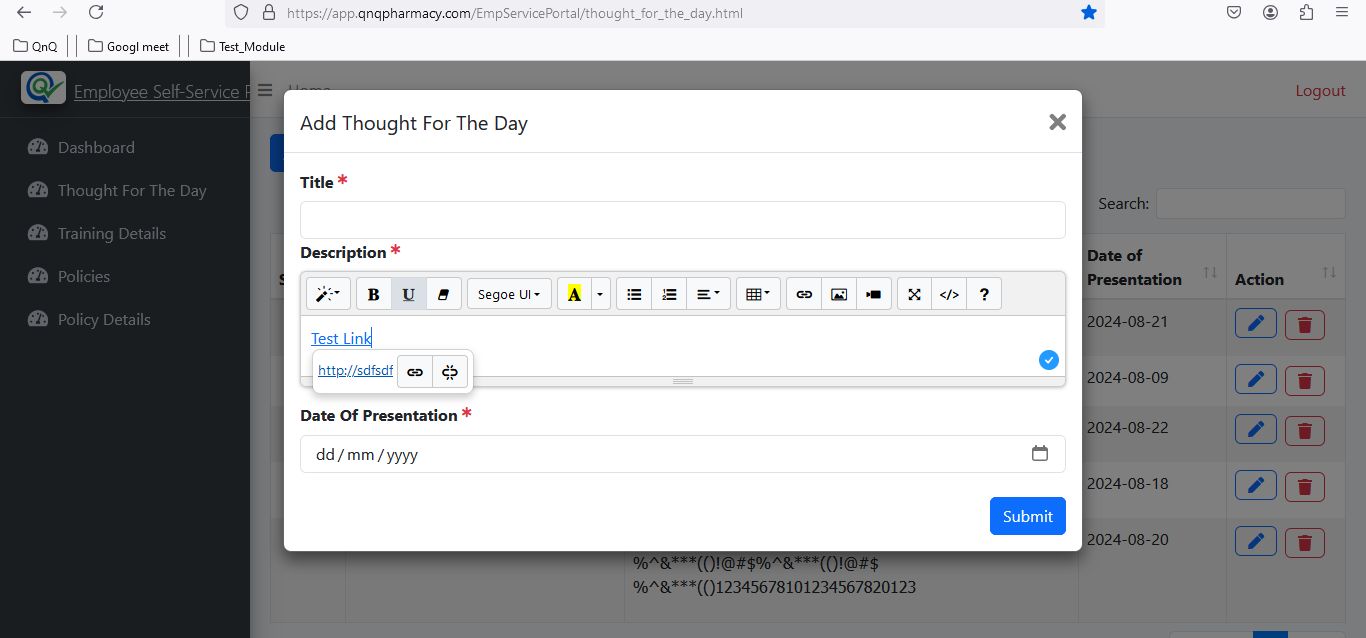 https://app.qnqpharmacy.com/EmpServicePortal/thought_for_the_day.html
QnQ
Googl meet
Test_Module
Employee Self-Service
Home
Logout
Dashboard
Thought For The Day
Training Details
Policies
Policy Details
Add Thought For The Day
Title *
Description *
B U Segoe UI A </> ?
Test Link
http://sdfsdf
Date Of Presentation *
dd / mm / yyyy
Submit
Search:
Date of
Presentation
Action
2024-08-21
2024-08-09
2024-08-22
2024-08-18
2024-08-20
%^&***(()!@#$%^&***(()!@#$
%^&***(()12345678101234567820123